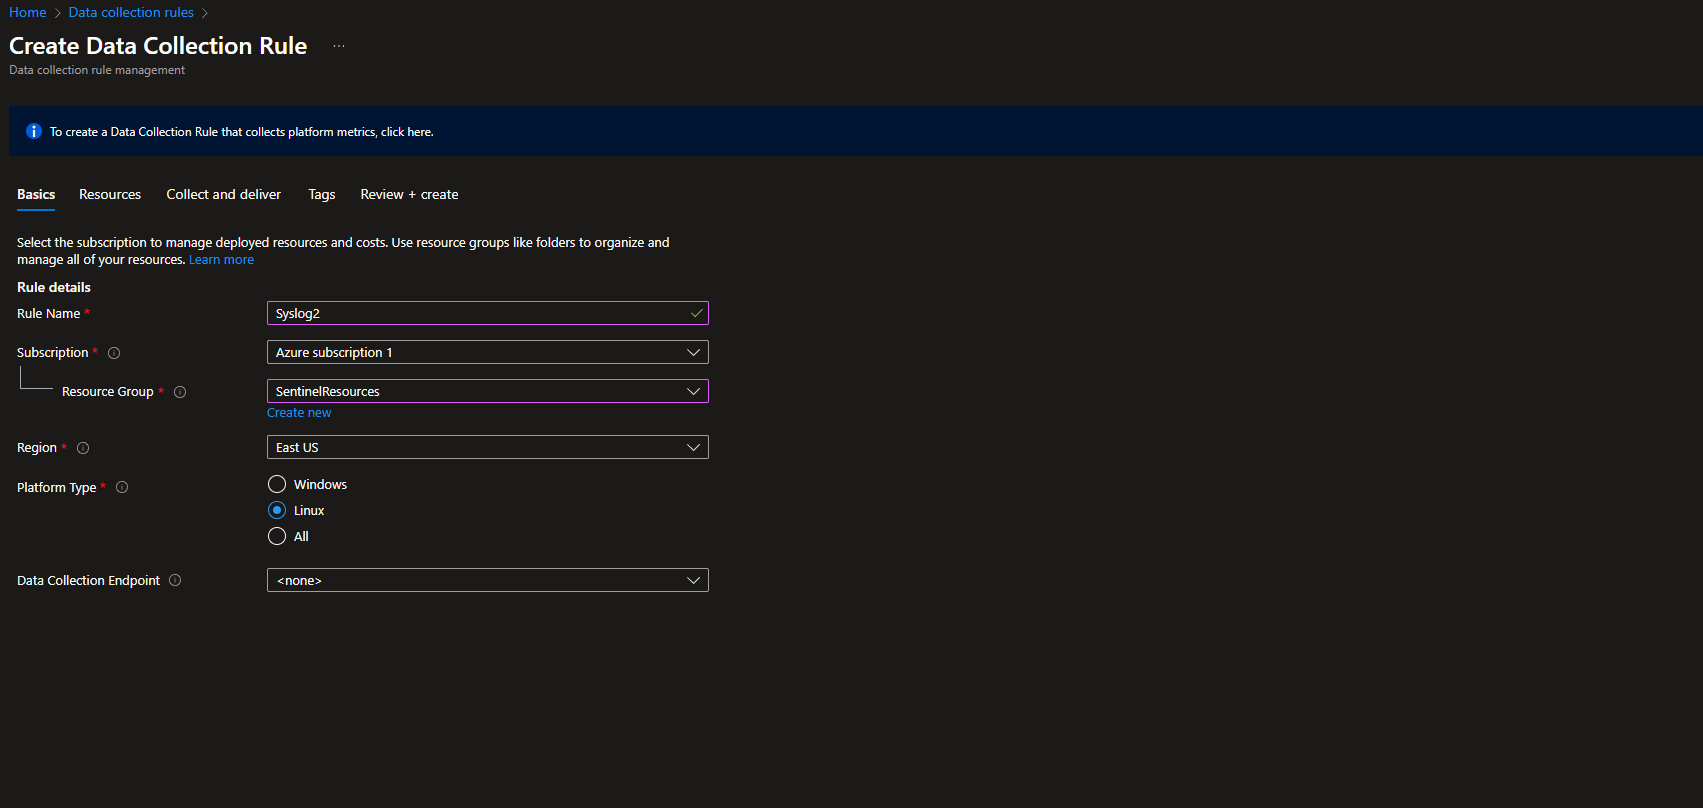 Home > Data collection rules >
Create Data Collection Rule ...
Data collection rule management
To create a Data Collection Rule that collects platform metrics, click here.
Basics Resources Collect and deliver Tags Review + create
Select the subscription to manage deployed resources and costs. Use resource groups like folders to organize and
manage all of your resources. Learn more
Rule details
Rule Name * Syslog2
Subscription * Azure subscription 1
Resource Group * SentinelResources
Create new
Region * East US
Platform Type * Windows
Linux
All
Data Collection Endpoint <none>